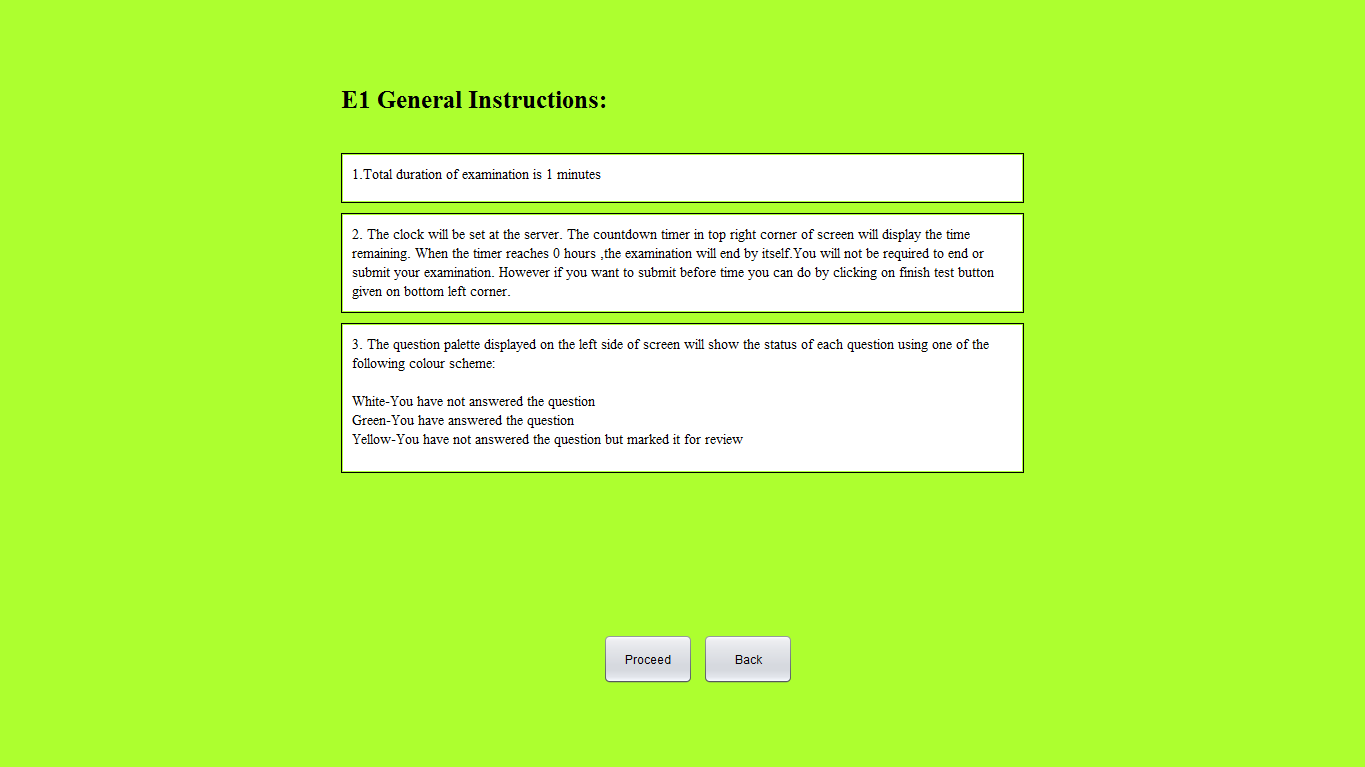 E1 General Instructions:
1.Total duration of examination is 1 minutes
2. The clock will be set at the server. The countdown timer in top right corner of screen will display the time
remaining. When the timer reaches 0 hours ,the examination will end by itself.You will not be required to end or
submit your examination. However if you want to submit before time you can do by clicking on finish test button
given on bottom left corner.
3. The question palette displayed on the left side of screen will show the status of each question using one of the
following colour scheme:
White-You have not answered the question
Green-You have answered the question
Yellow-You have not answered the question but marked it for review
Proceed Back